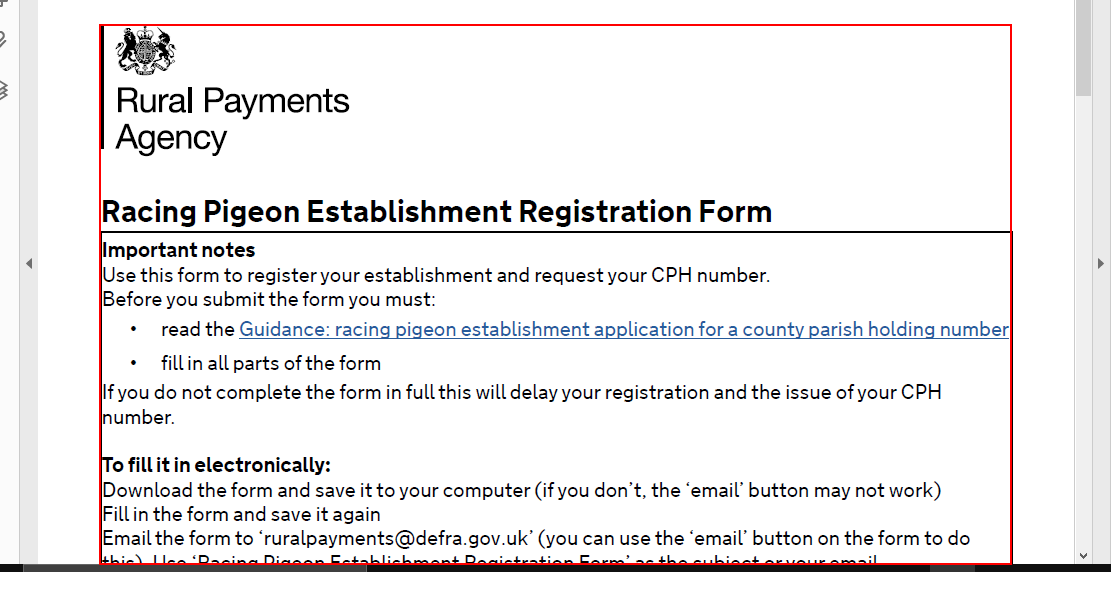 Rural Payments
Agency
Racing Pigeon Establishment Registration Form
Important notes
Use this form to register your establishment and request your CPH number.
Before you submit the form you must:
• read the Guidance: racing pigeon establishment application for a county parish holding number
• fill in all parts of the form
If you do not complete the form in full this will delay your registration and the issue of your CPH
number.
To fill it in electronically:
Download the form and save it to your computer (if you don’t, the ‘email’ button may not work)
Fill in the form and save it again
Email the form to ‘ruralpayments@defra.gov.uk’ (you can use the ‘email’ button on the form to do
this). Use ‘Racing Pigeon Establishment Registration Form’ as the subject or your email